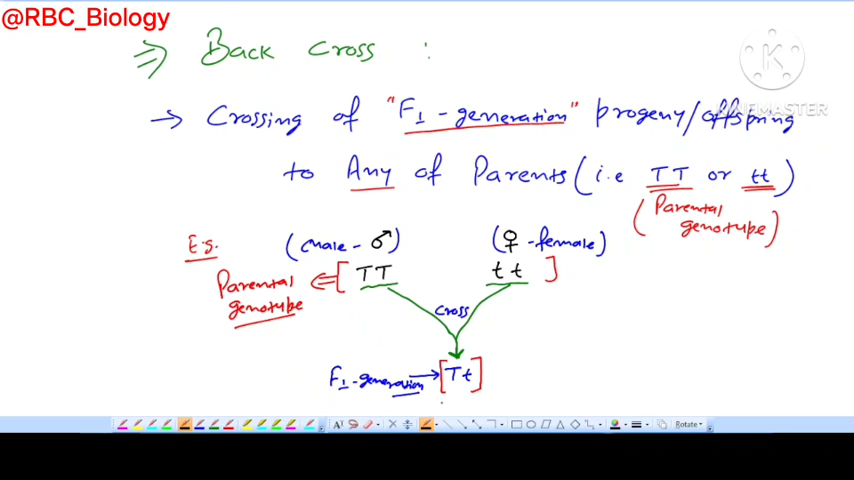 @RBC_Biology
⇒ Back Cross :
K
KINEMASTER
→ Crossing of "F1-generation" progeny/offspring
to Any of Parents (i.e TT or tt)
(Parental genotype)
E.g.
(male - ♂)
(♀ - female)
Parental genotype ⇐ [ TT
tt ]
cross
F1-generation → [Tt]
Rotate